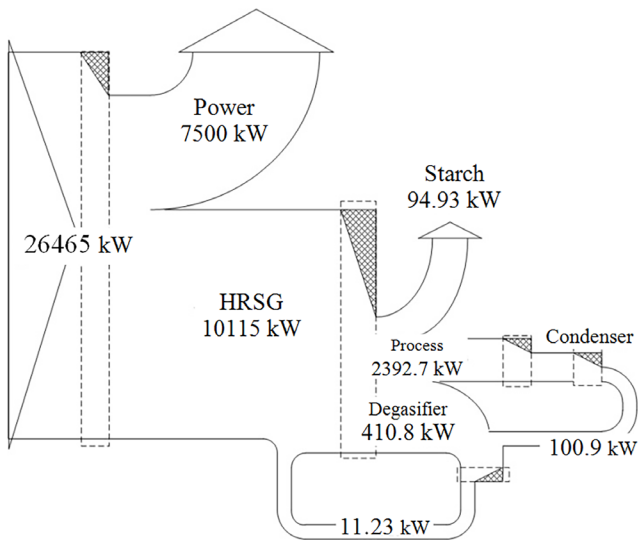 Power
7500 kW
Starch
94.93 kW
26465 kW
HRSG
10115 kW
Process
2392.7 kW
Condenser
Degasifier
410.8 kW
100.9 kW
11.23 kW